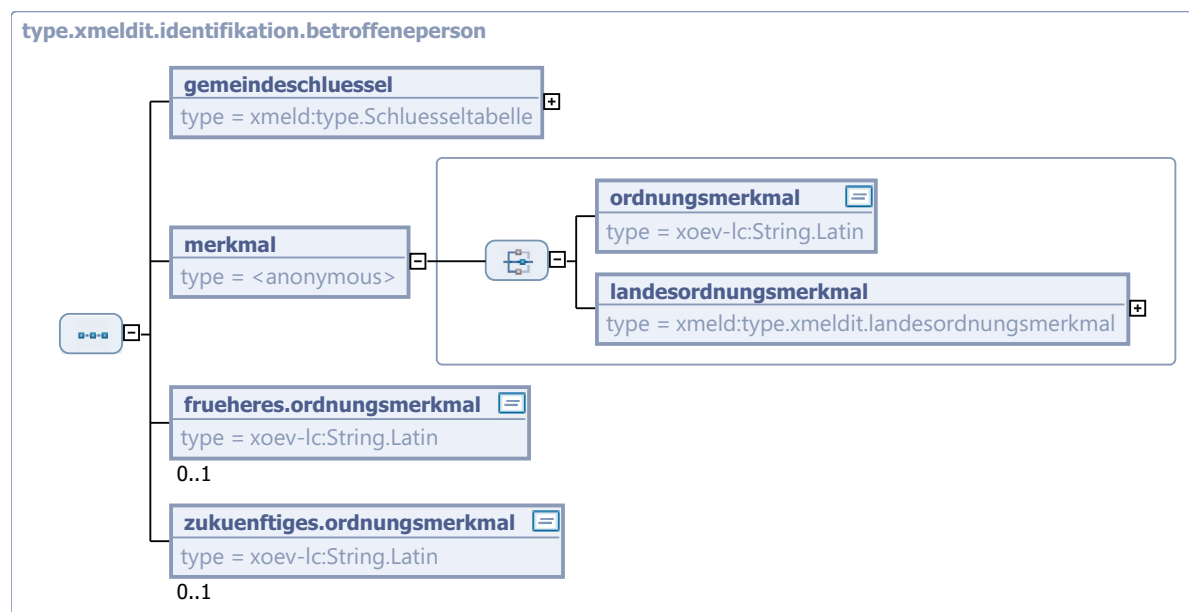 type.xmeldit.identifikation.betroffeneperson
gemeindeschluessel
type = xmeld:type.Schluesseltabelle
merkmal
type = <anonymous>
ordnungsmerkmal
type = xoev-lc:String.Latin
landesordnungsmerkmal
type = xmeld:type.xmeldit.landesordnungsmerkmal
frueheres.ordnungsmerkmal
type = xoev-lc:String.Latin
0..1
zukuenftiges.ordnungsmerkmal
type = xoev-lc:String.Latin
0..1